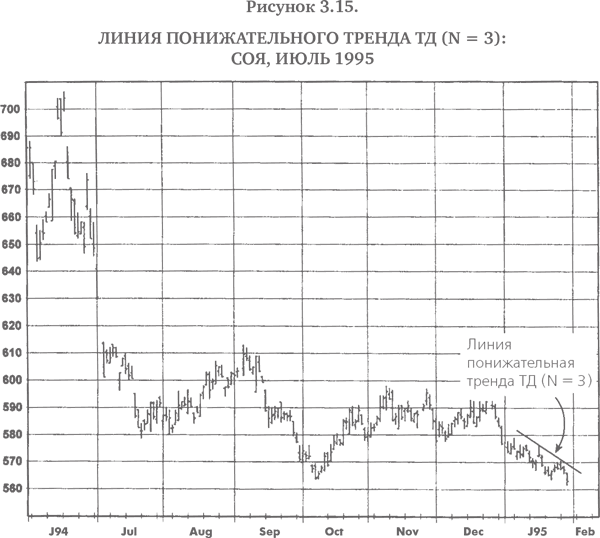 Рисунок 3.15.
ЛИНИЯ ПОНИЖАТЕЛЬНОГО ТРЕНДА ТД (N = 3):
СОЯ, ИЮЛЬ 1995
700
690
680
670
660
650
640
630
620
610
600
590
580
570
560
Линия
понижательная
тренда ТД (N = 3)
J94 Jul Aug Sep Oct Nov Dec J95 Feb